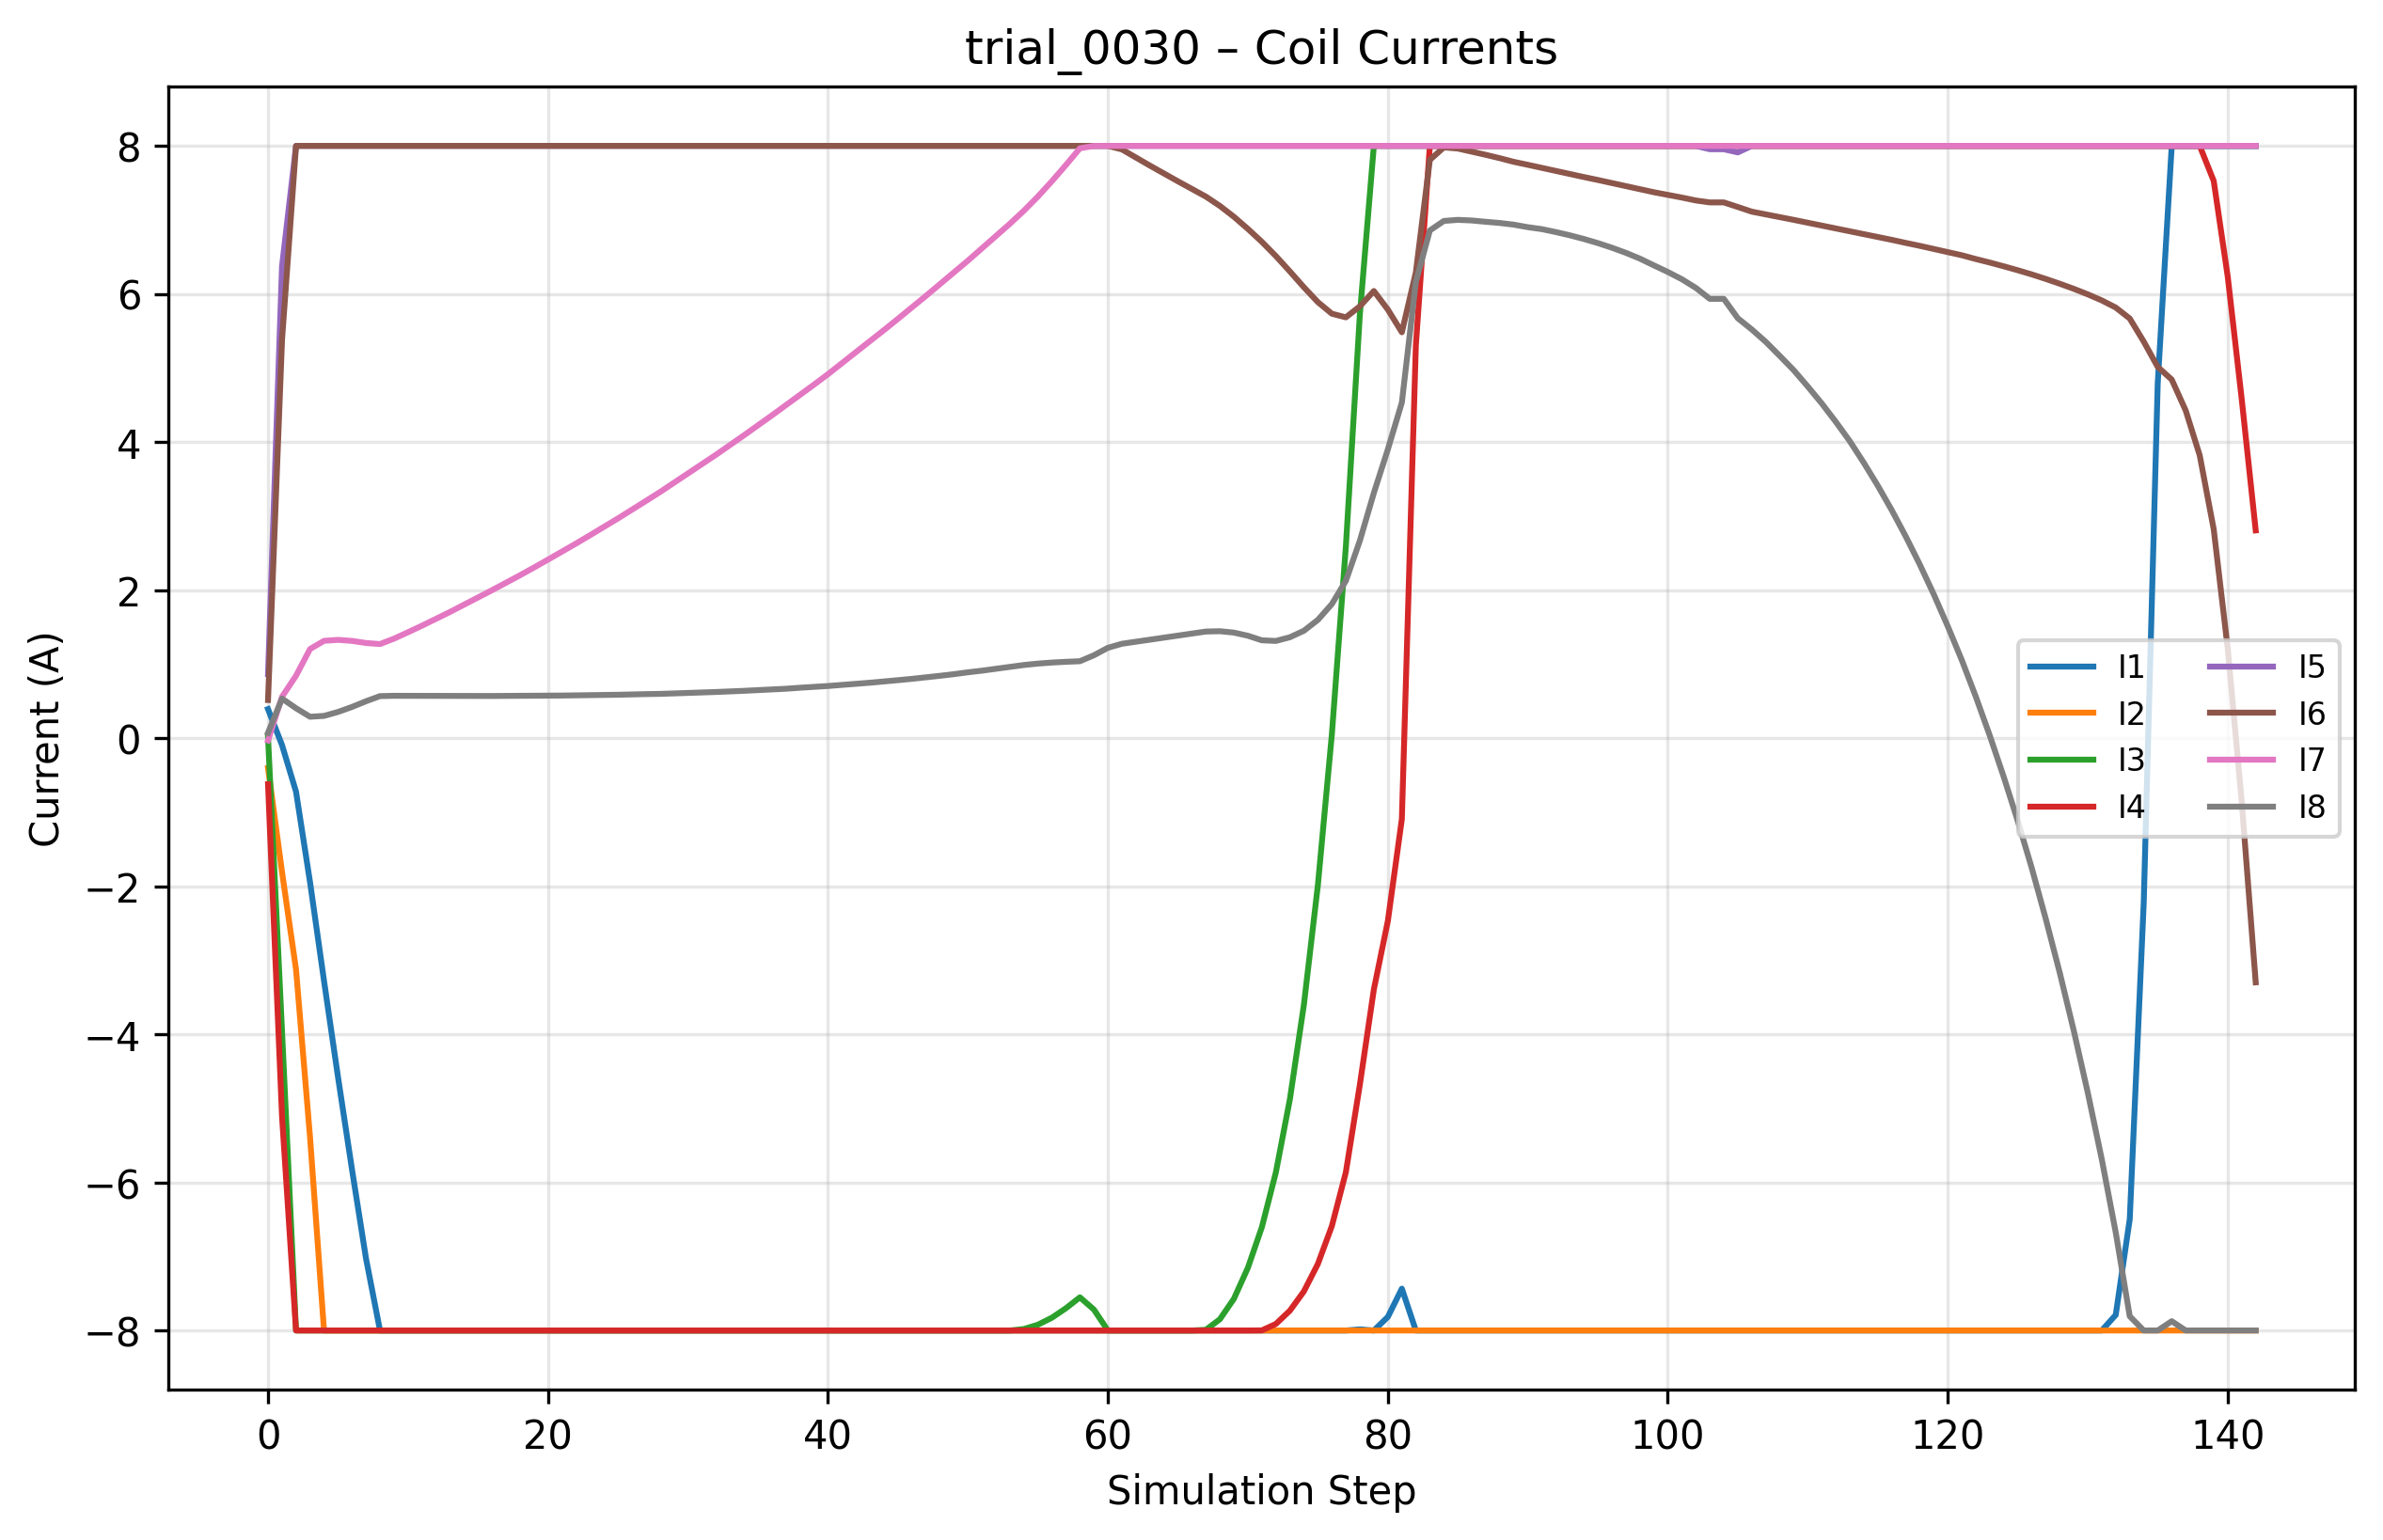 trial_0030 – Coil Currents
Current (A)
8
6
4
2
0
−2
−4
−6
−8
I1
I2
I3
I4
I5
I6
I7
I8
0 20 40 60 80 100 120 140
Simulation Step